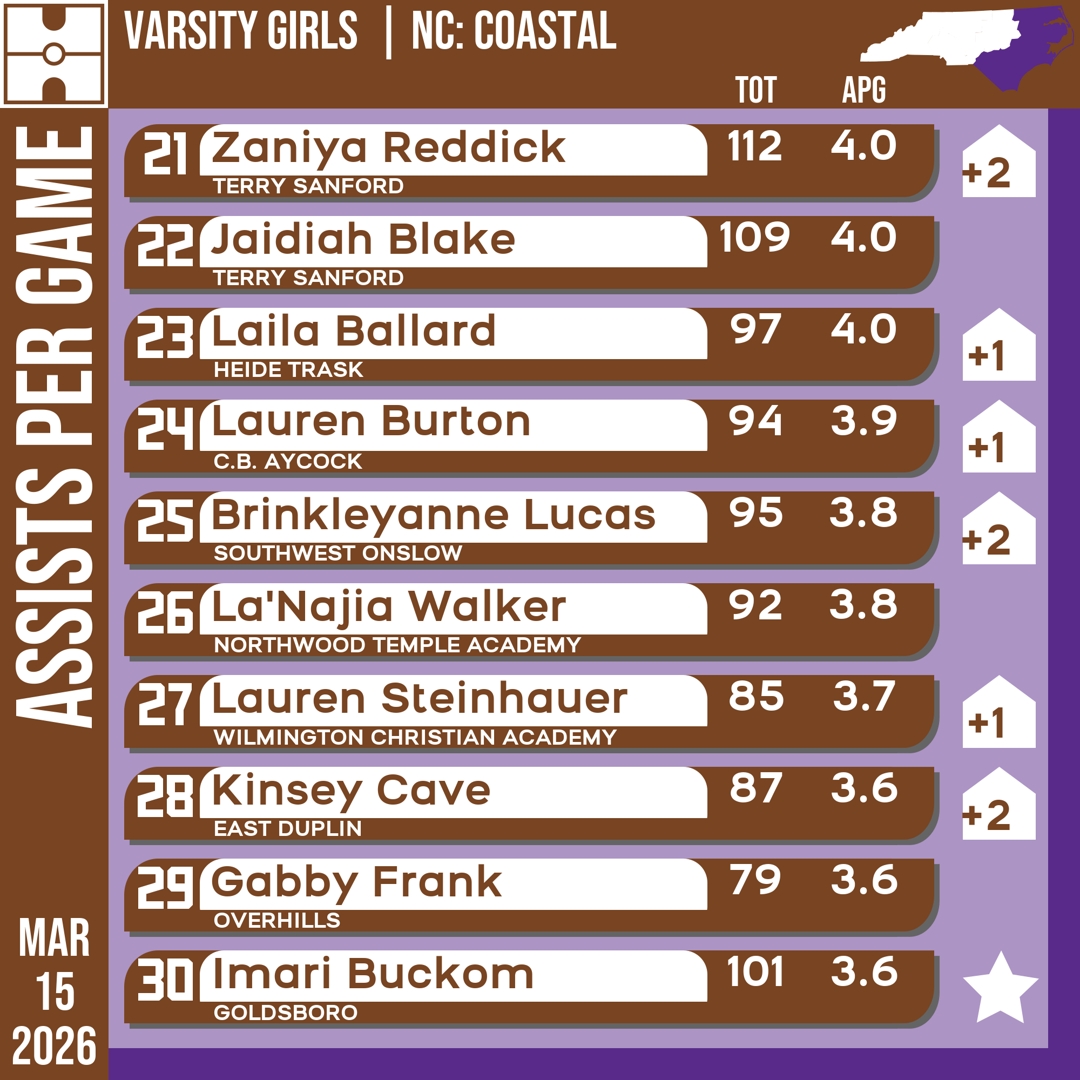 VARSITY GIRLS | NC: COASTAL
TOT APG
ASSISTS PER GAME
21 Zaniya Reddick 112 4.0 +2
TERRY SANFORD
22 Jaidiah Blake 109 4.0
TERRY SANFORD
23 Laila Ballard 97 4.0 +1
HEIDE TRASK
24 Lauren Burton 94 3.9 +1
C.B. AYCOCK
25 Brinkleyanne Lucas 95 3.8 +2
SOUTHWEST ONSLOW
26 La'Najia Walker 92 3.8
NORTHWOOD TEMPLE ACADEMY
27 Lauren Steinhauer 85 3.7 +1
WILMINGTON CHRISTIAN ACADEMY
28 Kinsey Cave 87 3.6 +2
EAST DUPLIN
29 Gabby Frank 79 3.6
OVERHILLS
30 Imari Buckom 101 3.6
GOLDSBORO
MAR
15
2026